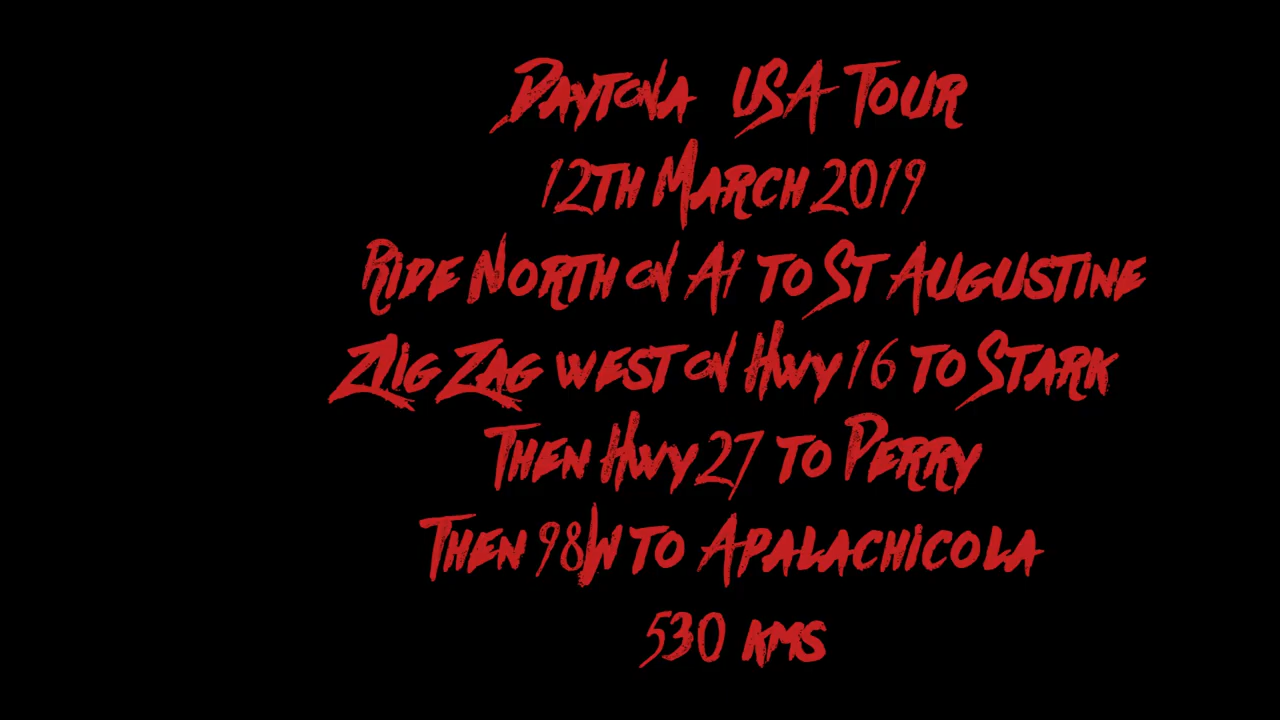 Daytona USA Tour
12th March 2019
Ride North on A1 to St Augustine
Zlig Zag west on Hwy 16 to Stark
Then Hwy 27 to Perry
Then 98W to Apalachicola
530 kms